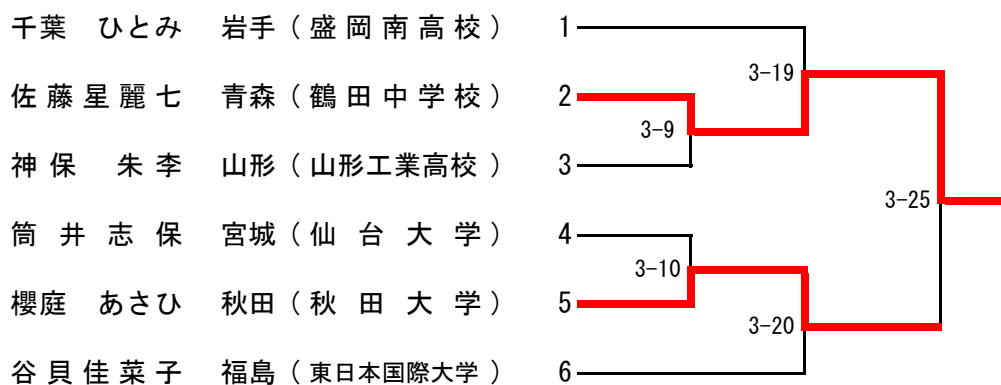 千葉 ひとみ 岩手（盛岡南高校） 1
3-19
佐藤星麗七 青森（鶴田中学校） 2
3-9
神保 朱李 山形（山形工業高校） 3
3-25
筒井志保 宮城（仙台大学） 4
3-10
櫻庭 あさひ 秋田（秋田大学） 5
3-20
谷貝佳菜子 福島（東日本国際大学） 6